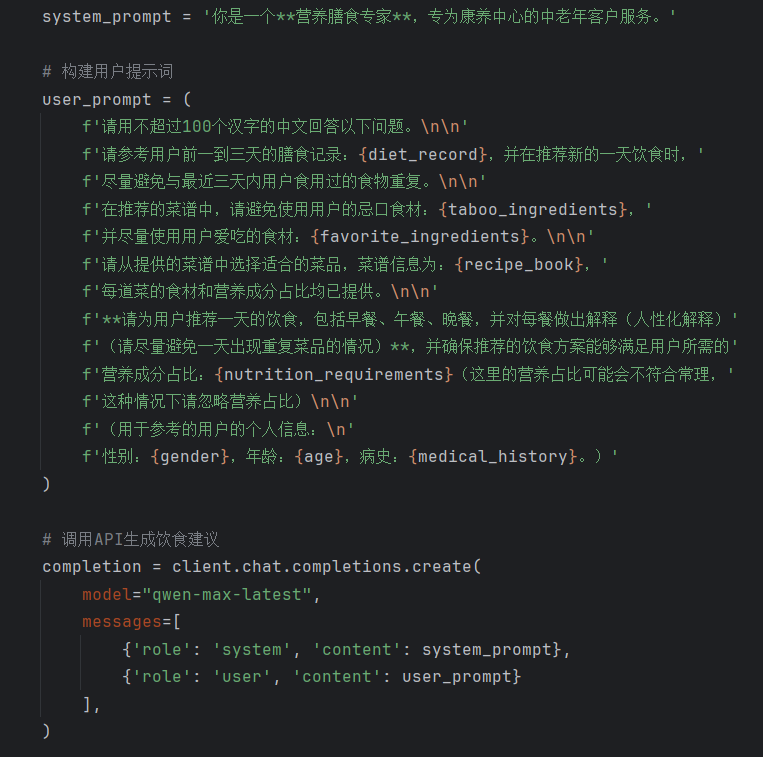 system_prompt = '你是一个**营养膳食专家**，专为康养中心的中老年客户服务。'
# 构建用户提示词
user_prompt = (
f'请用不超过100个汉字的中文回答以下问题。\n\n'
f'请参考用户前一到三天的膳食记录：{diet_record}，并在推荐新的一天饮食时，'
f'尽量避免与最近三天内用户食用过的食物重复。\n\n'
f'在推荐的菜谱中，请避免使用用户的忌口食材：{taboo_ingredients}，'
f'并尽量使用用户爱吃的食材：{favorite_ingredients}。\n\n'
f'请从提供的菜谱中选择适合的菜品，菜谱信息为：{recipe_book}，'
f'每道菜的食材和营养成分占比均已提供。\n\n'
f'**请为用户推荐一天的饮食，包括早餐、午餐、晚餐，并对每餐做出解释（人性化解释）'
f'（请尽量避免一天出现重复菜品的情况）**，并确保推荐的饮食方案能够满足用户所需的'
f'营养成分占比：{nutrition_requirements}（这里的营养占比可能会不符合常理，'
f'这种情况下请忽略营养占比）\n\n'
f'（用于参考的用户的个人信息：\n'
f'性别：{gender}，年龄：{age}，病史：{medical_history}。）'
)
# 调用API生成饮食建议
completion = client.chat.completions.create(
model="qwen-max-latest",
messages=[
{'role': 'system', 'content': system_prompt},
{'role': 'user', 'content': user_prompt}
],
)